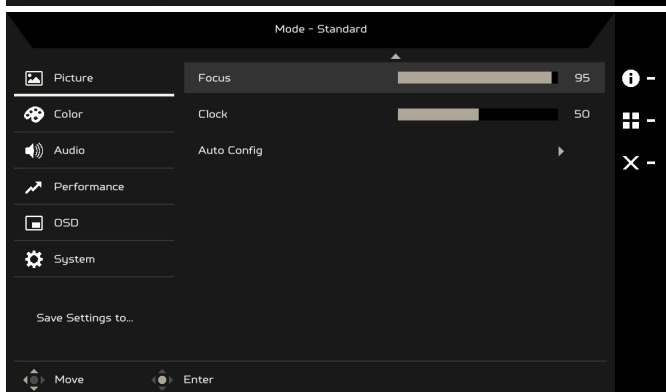 Mode - Standard
Picture
Focus 95
Color
Clock 50
Audio
Auto Config
Performance
OSD
System
Save Settings to...
Move Enter